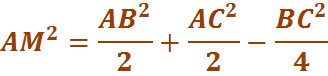 AM² = AB²/2 + AC²/2 − BC²/4